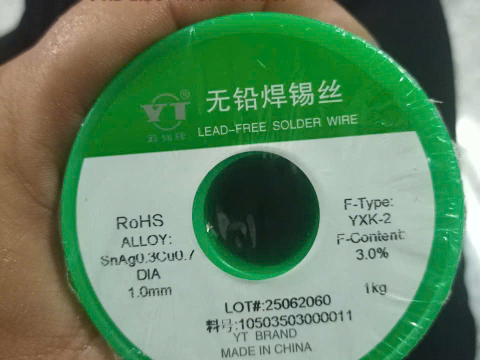 YT®
无铅焊锡丝
LEAD-FREE SOLDER WIRE
RoHS
ALLOY:
SnAg0.3Cu0.7
DIA
1.0mm
F-Type:
YXK-2
F-Content:
3.0%
1kg
LOT#:25062060
料号:10503503000011
YT BRAND
MADE IN CHINA